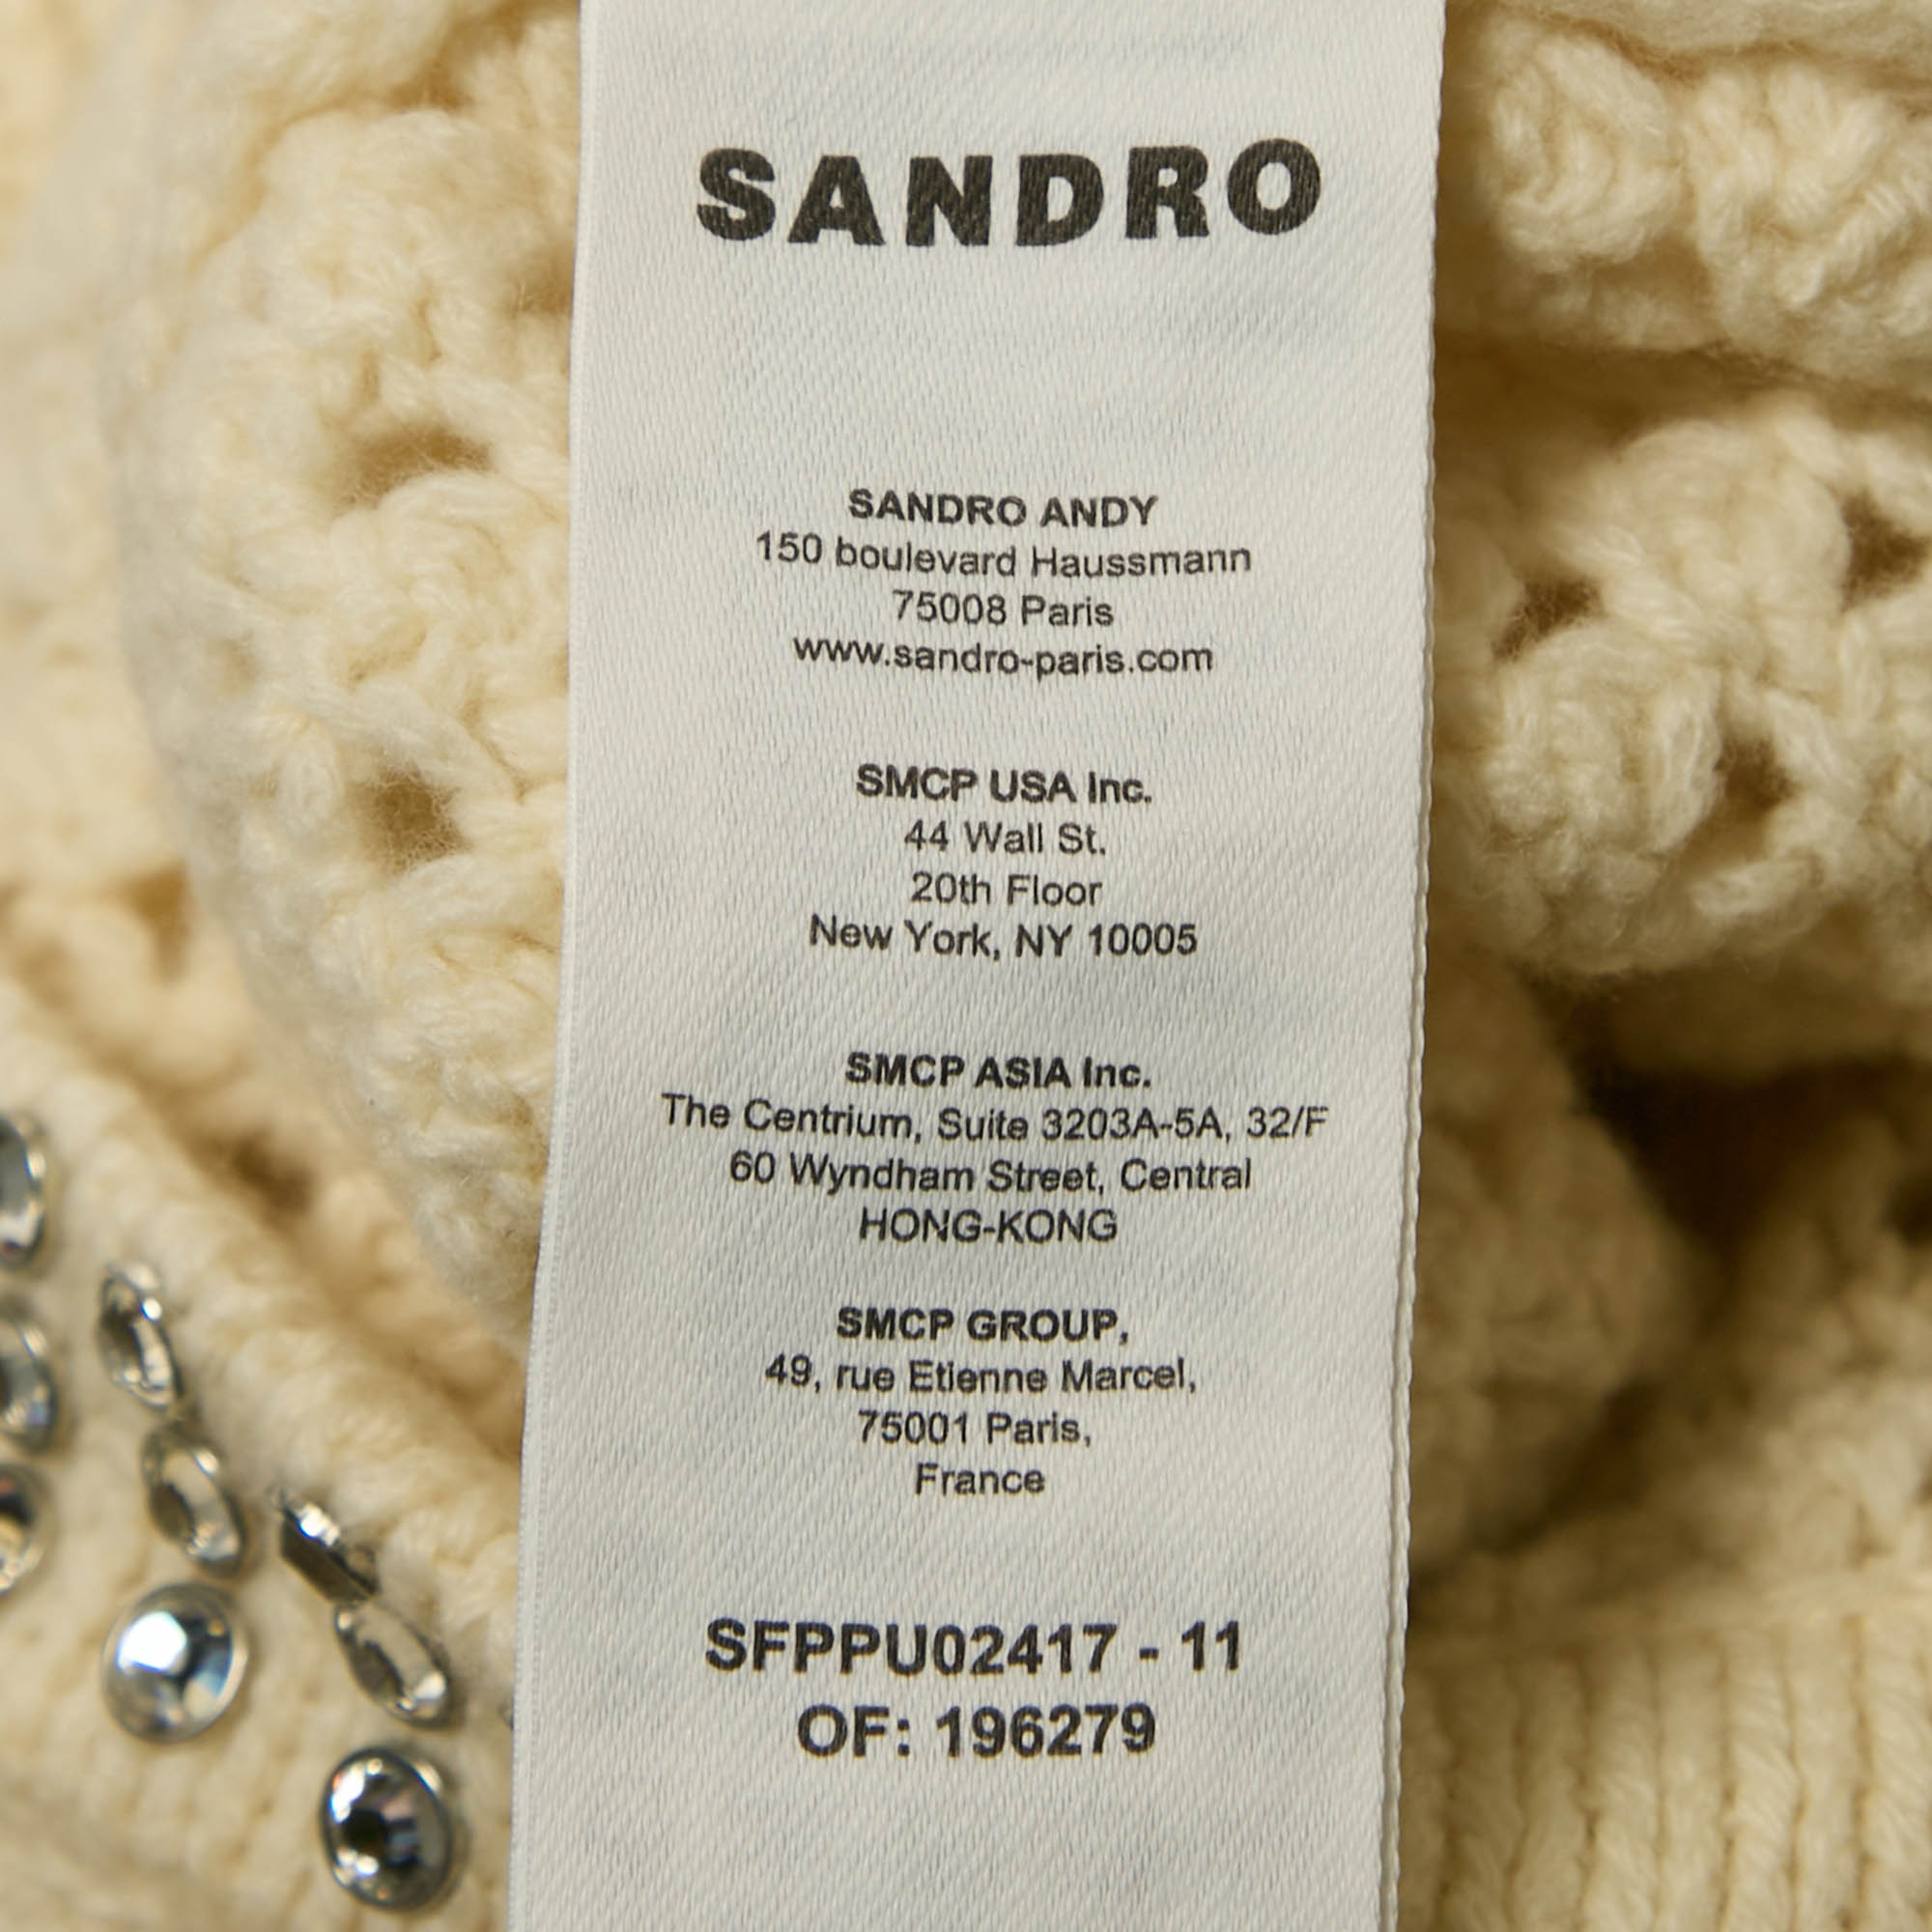 SANDRO
SANDRO ANDY
150 boulevard Haussmann
75008 Paris
www.sandro-paris.com
SMCP USA Inc.
44 Wall St.
20th Floor
New York, NY 10005
SMCP ASIA Inc.
The Centrium, Suite 3203A-5A, 32/F
60 Wyndham Street, Central
HONG-KONG
SMCP GROUP,
49, rue Etienne Marcel,
75001 Paris,
France
SFPPU02417 - 11
OF: 196279